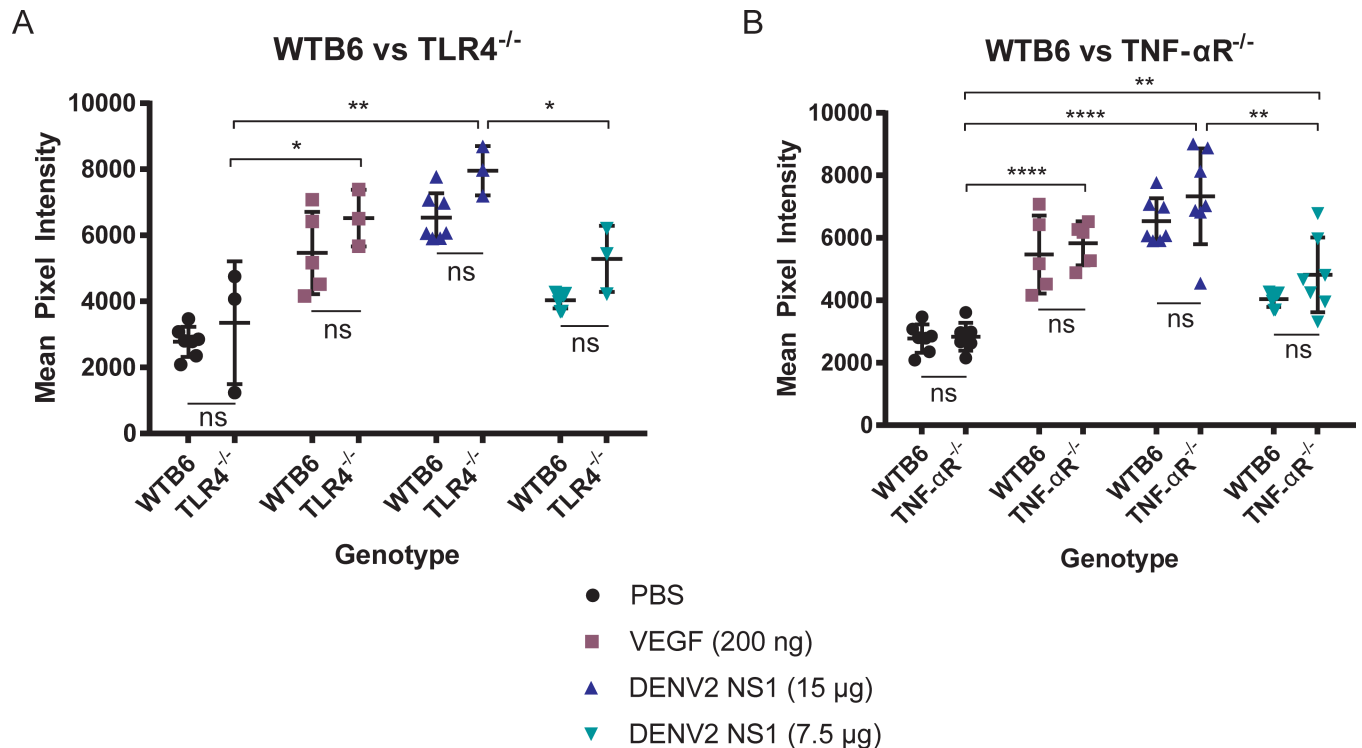 A
WTB6 vs TLR4-/-
Mean Pixel Intensity
10000
8000
6000
4000
2000
0
**
*
*
ns
ns
ns
ns
WTB6
TLR4-/-
WTB6
TLR4-/-
WTB6
TLR4-/-
WTB6
TLR4-/-
Genotype
B
WTB6 vs TNF-αR-/-
Mean Pixel Intensity
10000
8000
6000
4000
2000
0
**
****
**
****
ns
ns
ns
ns
WTB6
TNF-αR-/-
WTB6
TNF-αR-/-
WTB6
TNF-αR-/-
WTB6
TNF-αR-/-
Genotype
PBS
VEGF (200 ng)
DENV2 NS1 (15 µg)
DENV2 NS1 (7.5 µg)